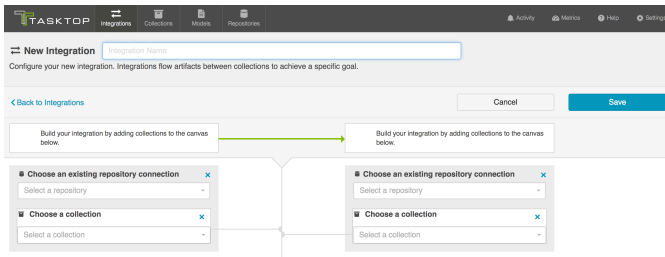 TASKTOP
Integrations Collections Models Repositories Activity Metrics Help Settings
New Integration Integration Name
Configure your new integration. Integrations flow artifacts between collections to achieve a specific goal.
Back to Integrations Cancel Save
Build your integration by adding collections to the canvas Build your integration by adding collections to the canvas
below. below.
Choose an existing repository connection Choose an existing repository connection
Select a repository Select a repository
Choose a collection Choose a collection
Select a collection Select a collection